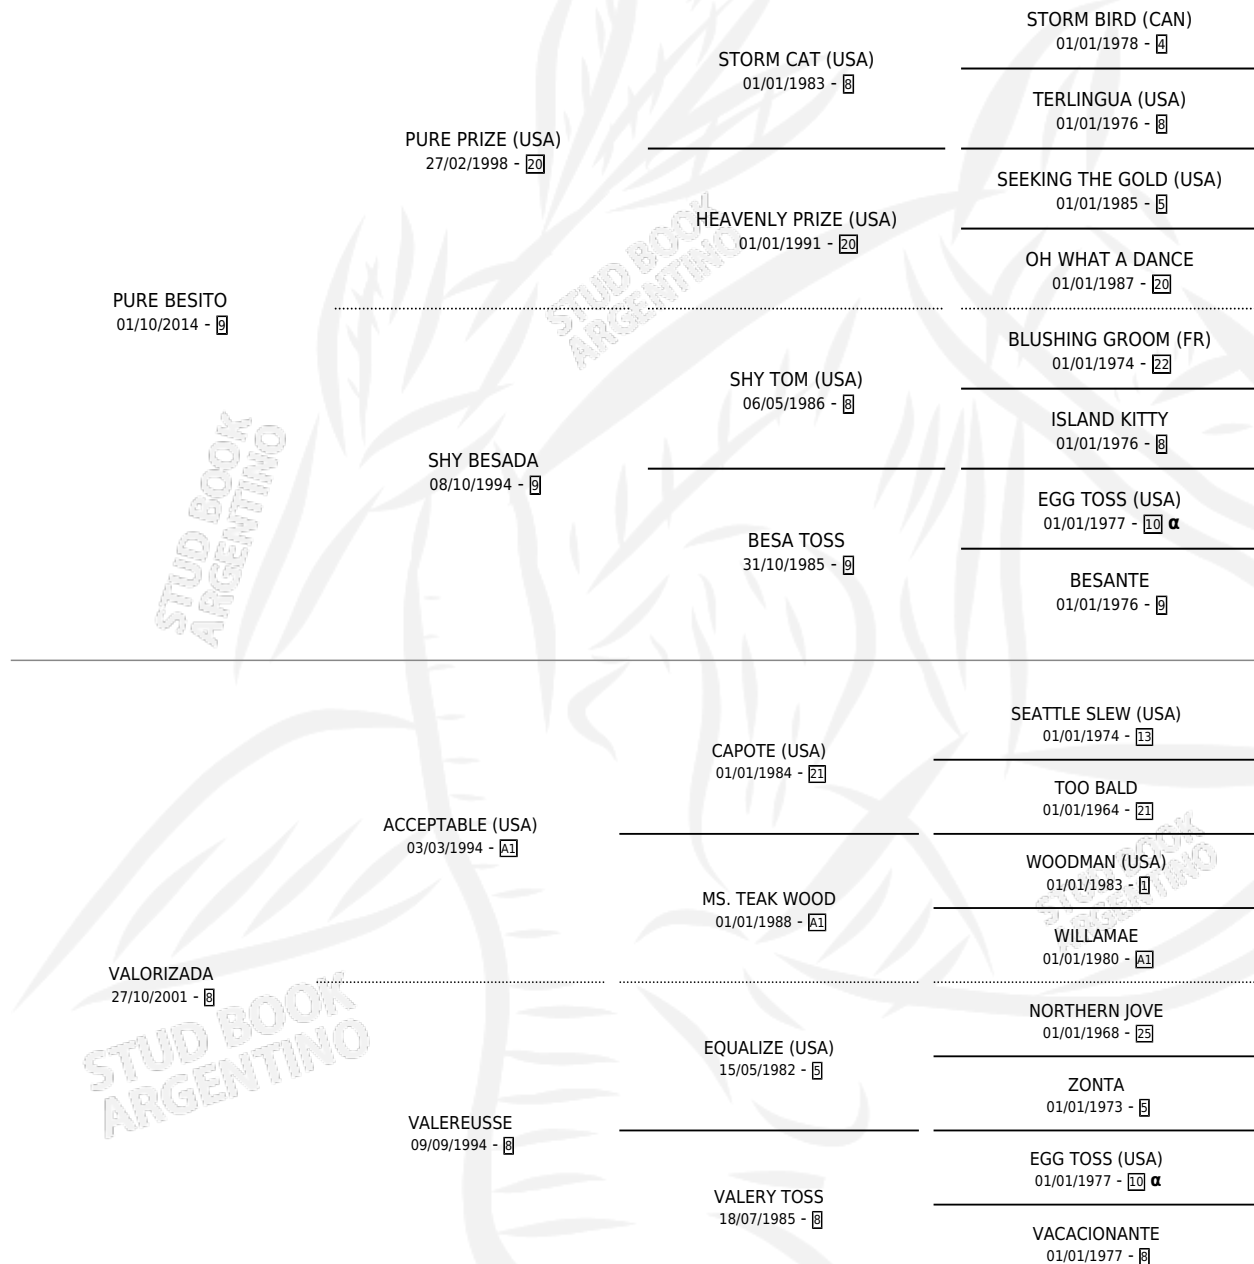 STORM BIRD (CAN)
01/01/1978 - 4
STORM CAT (USA)
01/01/1983 - 8
TERLINGUA (USA)
01/01/1976 - 8
PURE PRIZE (USA)
27/02/1998 - 20
SEEKING THE GOLD (USA)
01/01/1985 - 5
HEAVENLY PRIZE (USA)
01/01/1991 - 20
OH WHAT A DANCE
01/01/1987 - 20
PURE BESITO
01/10/2014 - 9
BLUSHING GROOM (FR)
01/01/1974 - 22
SHY TOM (USA)
06/05/1986 - 8
ISLAND KITTY
01/01/1976 - 8
SHY BESADA
08/10/1994 - 9
EGG TOSS (USA)
01/01/1977 - 10 α
BESA TOSS
31/10/1985 - 9
BESANTE
01/01/1976 - 9
SEATTLE SLEW (USA)
01/01/1974 - 13
CAPOTE (USA)
01/01/1984 - 21
TOO BALD
01/01/1964 - 21
ACCEPTABLE (USA)
03/03/1994 - A1
WOODMAN (USA)
01/01/1983 - 1
MS. TEAK WOOD
01/01/1988 - A1
WILLAMAE
01/01/1980 - A1
VALORIZADA
27/10/2001 - 8
NORTHERN JOVE
01/01/1968 - 25
EQUALIZE (USA)
15/05/1982 - 5
ZONTA
01/01/1973 - 5
VALEREUSSE
09/09/1994 - 8
EGG TOSS (USA)
01/01/1977 - 10 α
VALERY TOSS
18/07/1985 - 8
VACACIONANTE
01/01/1977 - 8
STUD BOOK
ARGENTINO
STUD BOOK
ARGENTINO
STUD BOOK
ARGENTINO
STUD BOOK
ARGENTINO